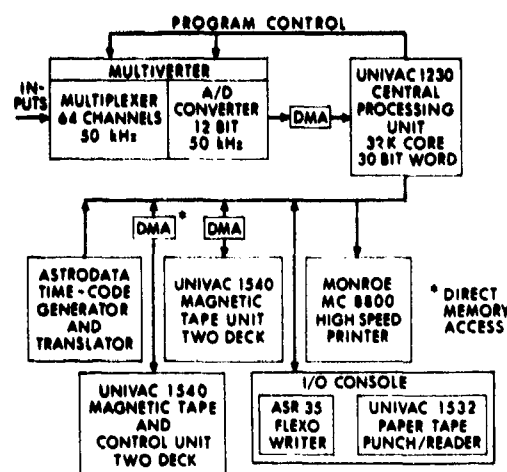 PROGRAM CONTROL
IN-
PUTS
MULTIVERTER
MULTIPLEXER
64 CHANNELS
50 kHz
A/D
CONVERTER
12 BIT
50 kHz
DMA
UNIVAC 1230
CENTRAL
PROCESSING
UNIT
32K CORE
30 BIT WORD
DMA *
DMA
ASTRODATA
TIME-CODE
GENERATOR
AND
TRANSLATOR
UNIVAC 1540
MAGNETIC
TAPE UNIT
TWO DECK
MONROE
MC 8800
HIGH SPEED
PRINTER
* DIRECT
MEMORY
ACCESS
UNIVAC 1540
MAGNETIC TAPE
AND
CONTROL UNIT
TWO DECK
I/O CONSOLE
ASR 35
FLEXO
WRITER
UNIVAC 1532
PAPER TAPE
PUNCH/READER